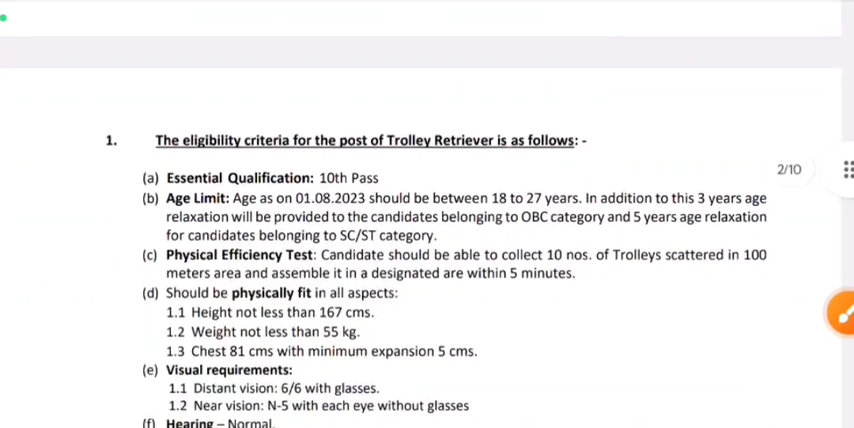 1. The eligibility criteria for the post of Trolley Retriever is as follows: -
2/10
(a) Essential Qualification: 10th Pass
(b) Age Limit: Age as on 01.08.2023 should be between 18 to 27 years. In addition to this 3 years age
relaxation will be provided to the candidates belonging to OBC category and 5 years age relaxation
for candidates belonging to SC/ST category.
(c) Physical Efficiency Test: Candidate should be able to collect 10 nos. of Trolleys scattered in 100
meters area and assemble it in a designated are within 5 minutes.
(d) Should be physically fit in all aspects:
1.1 Height not less than 167 cms.
1.2 Weight not less than 55 kg.
1.3 Chest 81 cms with minimum expansion 5 cms.
(e) Visual requirements:
1.1 Distant vision: 6/6 with glasses.
1.2 Near vision: N-5 with each eye without glasses
(f) Hearing – Normal.